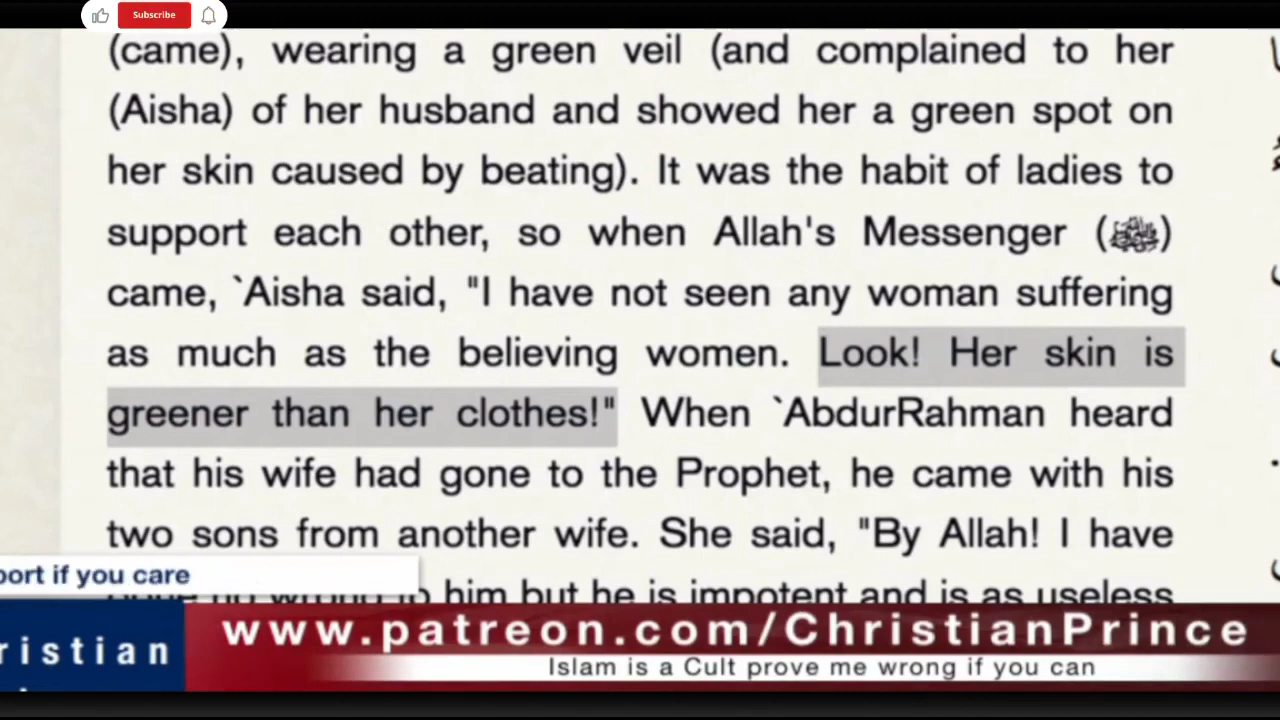 Subscribe
(came), wearing a green veil (and complained to her
(Aisha) of her husband and showed her a green spot on
her skin caused by beating). It was the habit of ladies to
support each other, so when Allah's Messenger (ﷺ)
came, `Aisha said, "I have not seen any woman suffering
as much as the believing women. Look! Her skin is
greener than her clothes!" When `AbdurRahman heard
that his wife had gone to the Prophet, he came with his
two sons from another wife. She said, "By Allah! I have
him but he is impotent and is as useless
port if you care
ristian
www.patreon.com/ChristianPrince
Islam is a Cult prove me wrong if you can